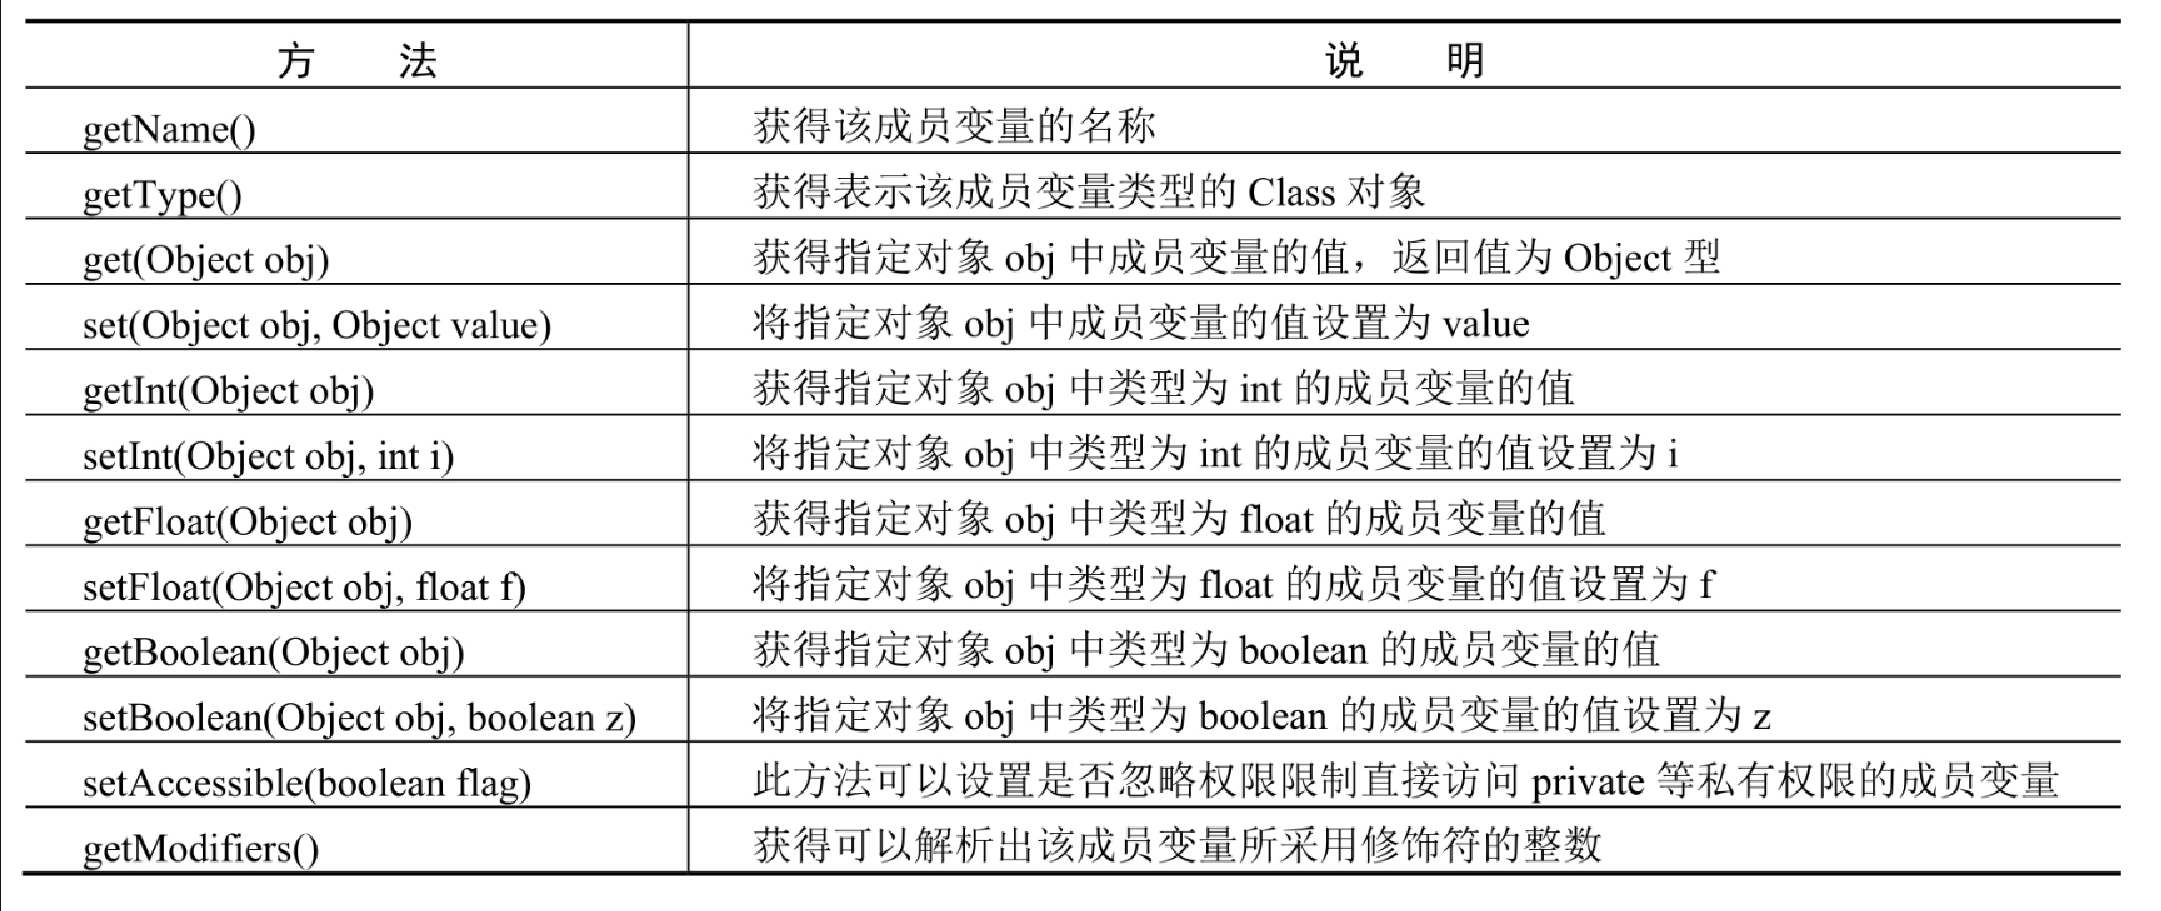 方 法 说 明
getName() 获得该成员变量的名称
getType() 获得表示该成员变量类型的 Class 对象
get(Object obj) 获得指定对象 obj 中成员变量的值，返回值为 Object 型
set(Object obj, Object value) 将指定对象 obj 中成员变量的值设置为 value
getInt(Object obj) 获得指定对象 obj 中类型为 int 的成员变量的值
setInt(Object obj, int i) 将指定对象 obj 中类型为 int 的成员变量的值设置为 i
getFloat(Object obj) 获得指定对象 obj 中类型为 float 的成员变量的值
setFloat(Object obj, float f) 将指定对象 obj 中类型为 float 的成员变量的值设置为 f
getBoolean(Object obj) 获得指定对象 obj 中类型为 boolean 的成员变量的值
setBoolean(Object obj, boolean z) 将指定对象 obj 中类型为 boolean 的成员变量的值设置为 z
setAccessible(boolean flag) 此方法可以设置是否忽略权限限制直接访问 private 等私有权限的成员变量
getModifiers() 获得可以解析出该成员变量所采用修饰符的整数